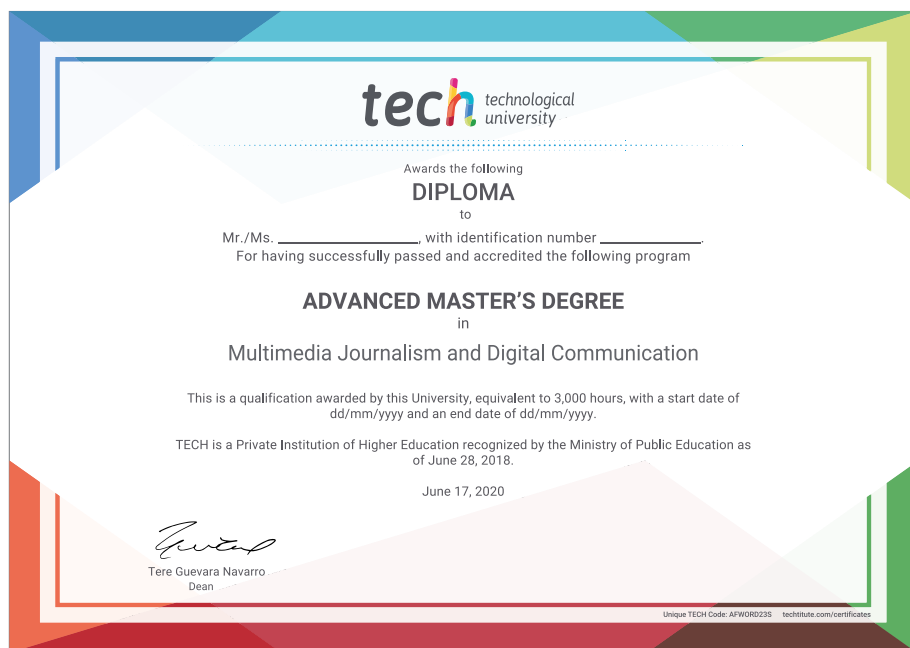 tech technological
university
Awards the following
DIPLOMA
to
Mr./Ms. ____________, with identification number ____________.
For having successfully passed and accredited the following program
ADVANCED MASTER'S DEGREE
in
Multimedia Journalism and Digital Communication
This is a qualification awarded by this University, equivalent to 3,000 hours, with a start date of
dd/mm/yyyy and an end date of dd/mm/yyyy.
TECH is a Private Institution of Higher Education recognized by the Ministry of Public Education as
of June 28, 2018.
June 17, 2020
Tere Guevara Navarro
Dean
Unique TECH Code: AFWORD23S techtitute.com/certificates